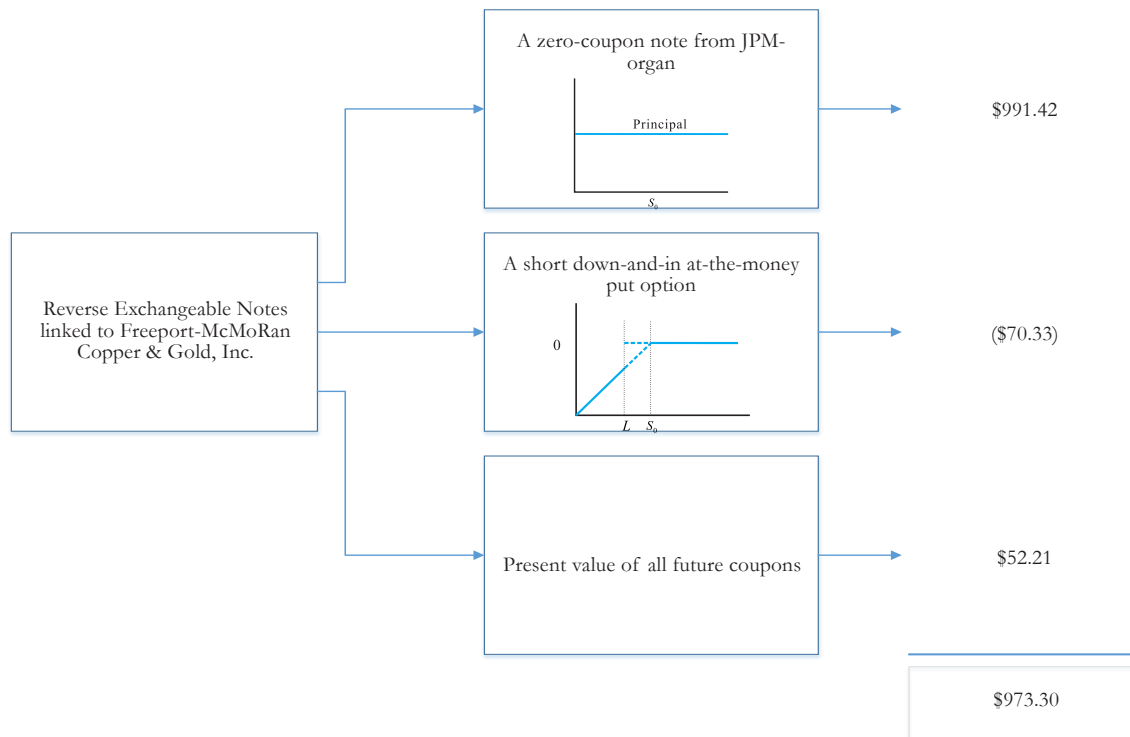 A zero-coupon note from JPM-
organ
Principal
S₀
$991.42
Reverse Exchangeable Notes
linked to Freeport-McMoRan
Copper & Gold, Inc.
A short down-and-in at-the-money
put option
0
L S₀
($70.33)
Present value of all future coupons
$52.21
$973.30